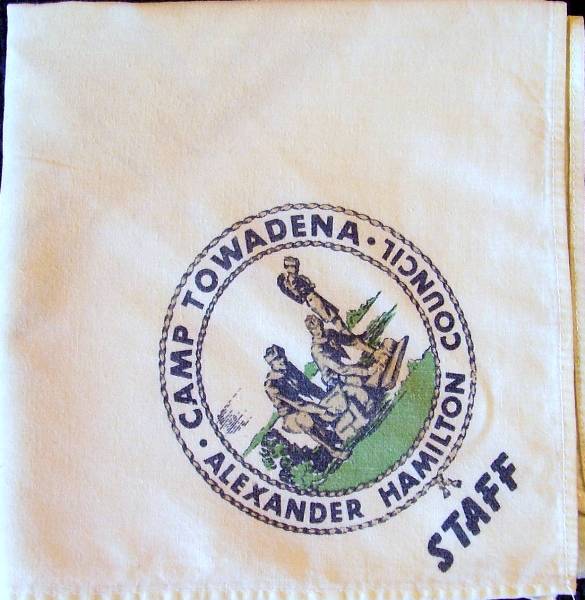 CAMP TOWADENA ·
ALEXANDER HAMILTON COUNCIL ·
STAFF